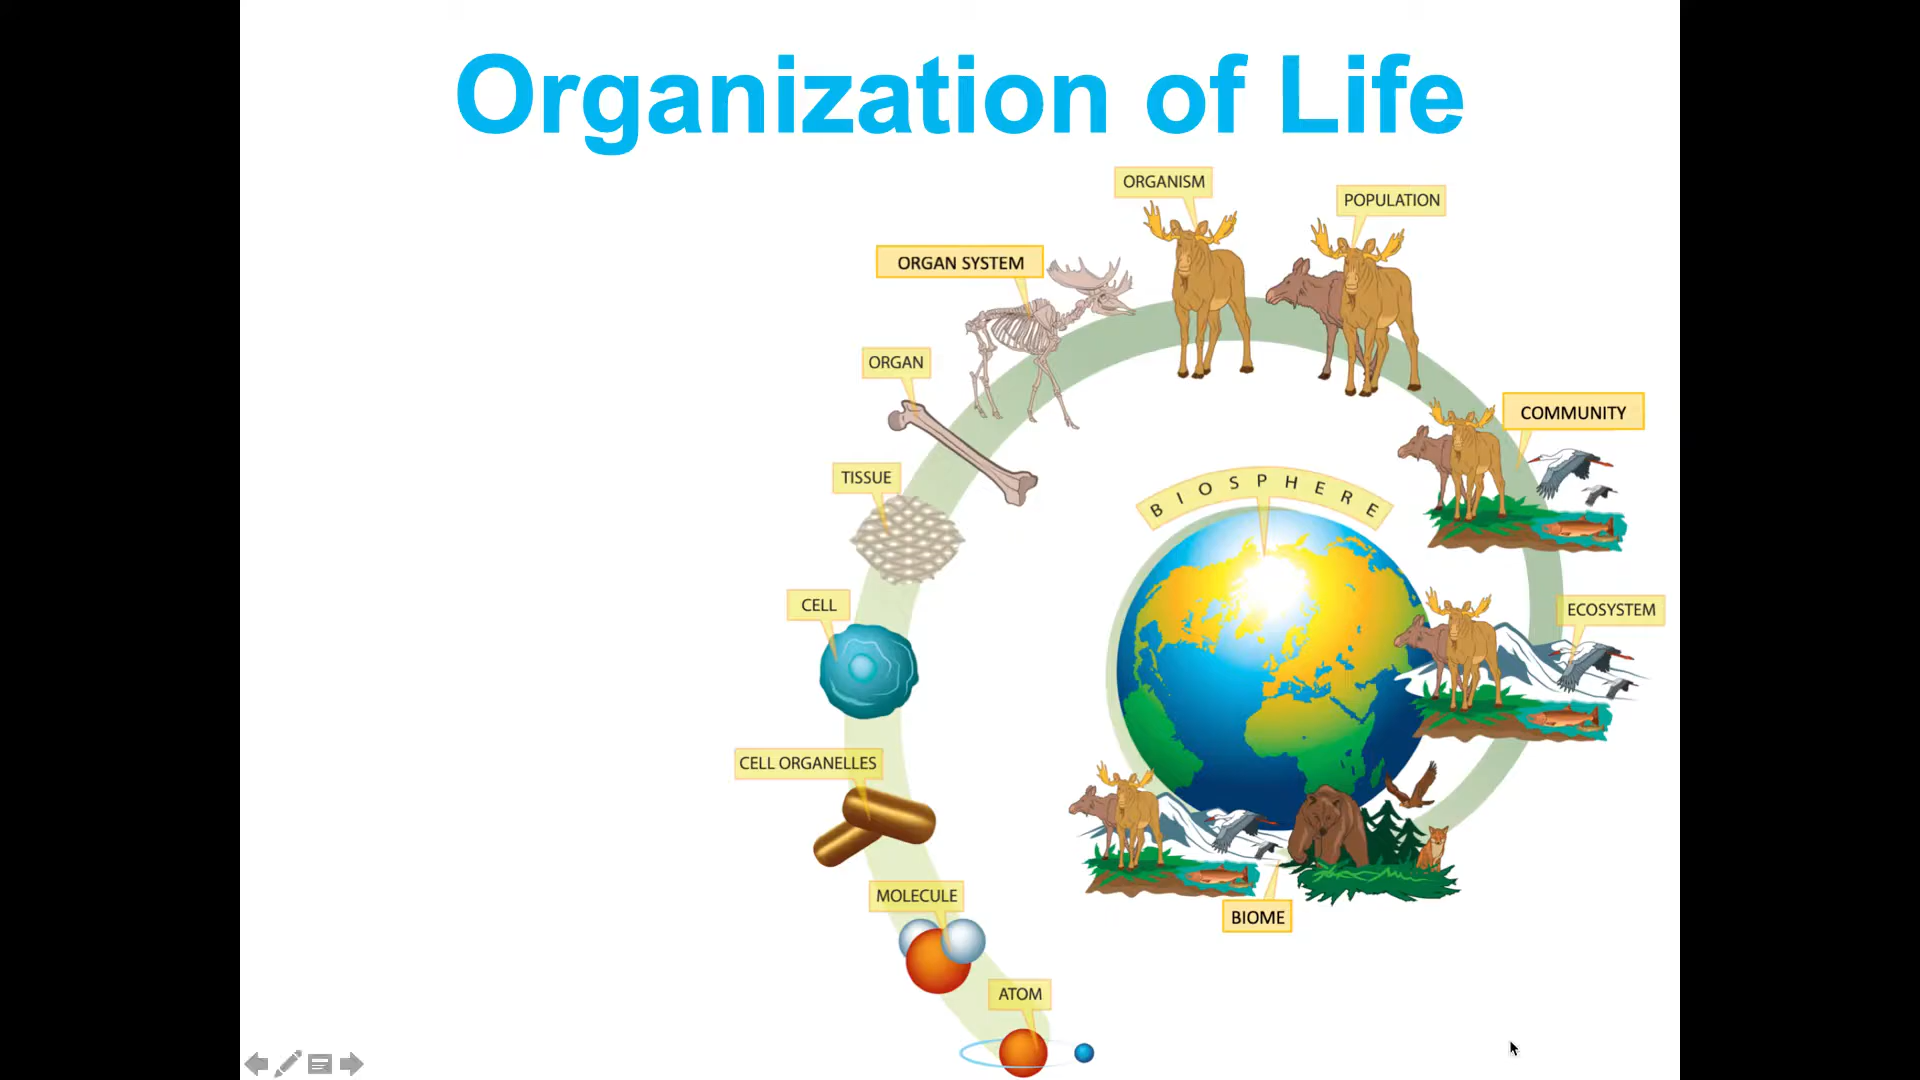 Organization of Life
ORGANISM
POPULATION
ORGAN SYSTEM
ORGAN
COMMUNITY
TISSUE
BIOSPHERE
CELL
ECOSYSTEM
CELL ORGANELLES
MOLECULE
BIOME
ATOM